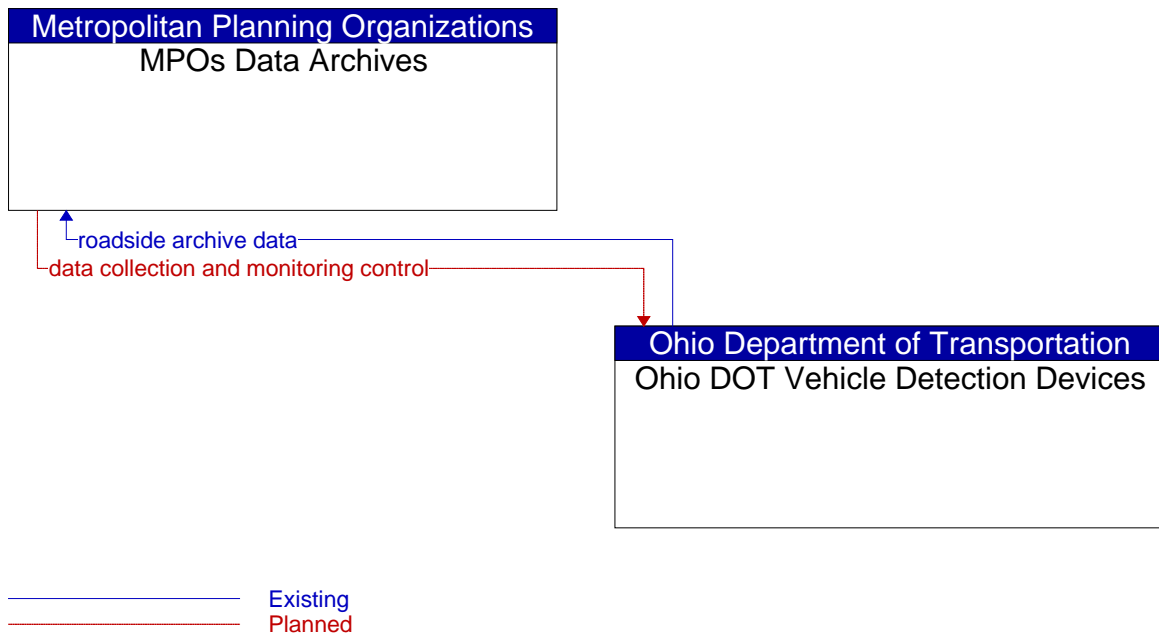 Metropolitan Planning Organizations
MPOs Data Archives
roadside archive data
data collection and monitoring control
Ohio Department of Transportation
Ohio DOT Vehicle Detection Devices
Existing
Planned